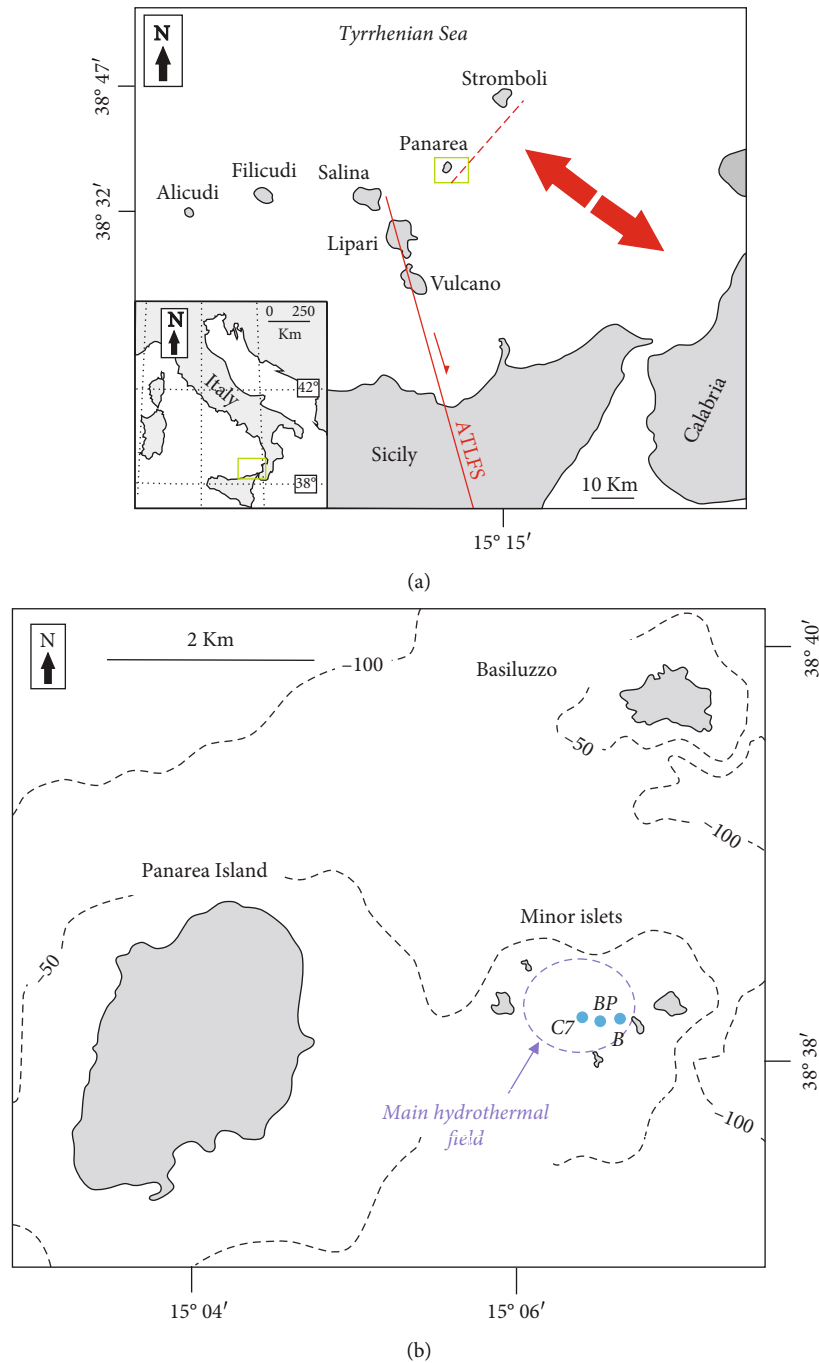 N
Tyrrhenian Sea
Stromboli
38° 47′
Panarea
Filicudi
Salina
Alicudi
38° 32′
Lipari
Vulcano
N
0 250
Km
Italy
42°
38°
Calabria
ATLFS
Sicily
10 Km
15° 15′
(a)
N
2 Km
38° 40′
−100
Basiluzzo
−50
−100
Panarea Island
Minor islets
−50
BP
C7
B
38° 38′
Main hydrothermal
field
−100
15° 04′
15° 06′
(b)